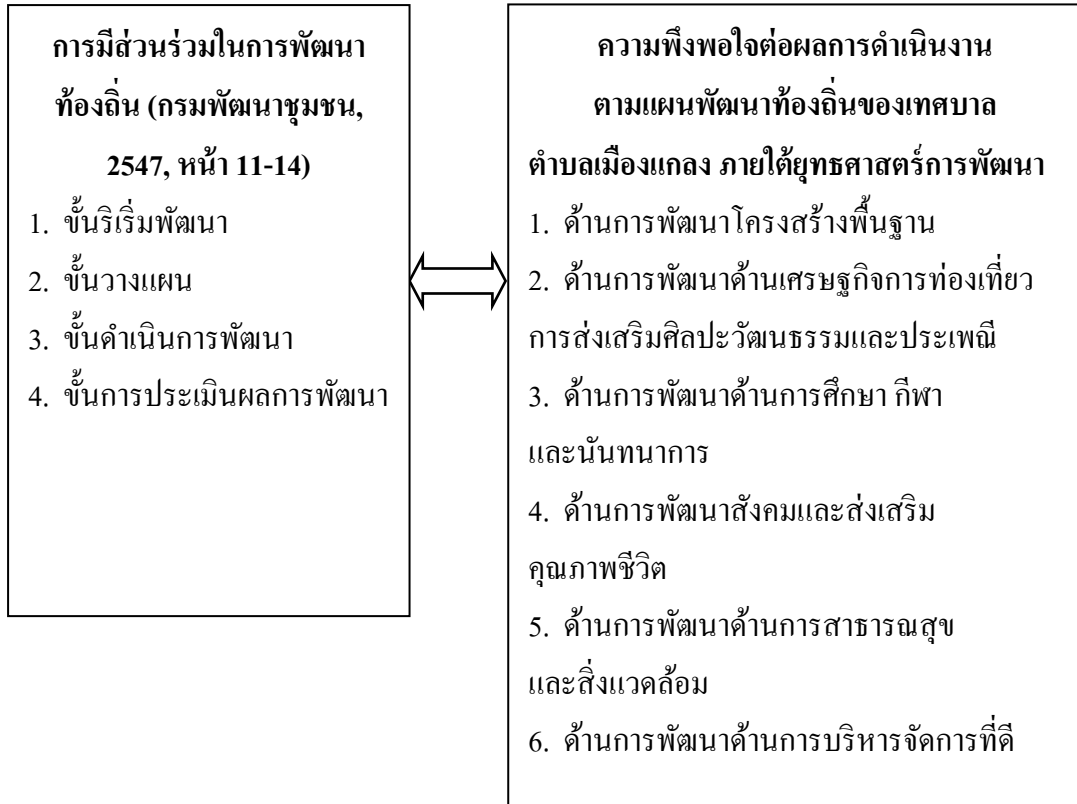 การมีส่วนร่วมในการพัฒนา
ท้องถิ่น (กรมพัฒนาชุมชน,
2547, หน้า 11-14)
1. ขั้นริเริ่มพัฒนา
2. ขั้นวางแผน
3. ขั้นดำเนินการพัฒนา
4. ขั้นการประเมินผลการพัฒนา
ความพึงพอใจต่อผลการดำเนินงาน
ตามแผนพัฒนาท้องถิ่นของเทศบาล
ตำบลเมืองแกลง ภายใต้ยุทธศาสตร์การพัฒนา
1. ด้านการพัฒนาโครงสร้างพื้นฐาน
2. ด้านการพัฒนาด้านเศรษฐกิจการท่องเที่ยว
การส่งเสริมศิลปะวัฒนธรรมและประเพณี
3. ด้านการพัฒนาด้านการศึกษา กีฬา
และนันทนาการ
4. ด้านการพัฒนาสังคมและส่งเสริม
คุณภาพชีวิต
5. ด้านการพัฒนาด้านการสาธารณสุข
และสิ่งแวดล้อม
6. ด้านการพัฒนาด้านการบริหารจัดการที่ดี